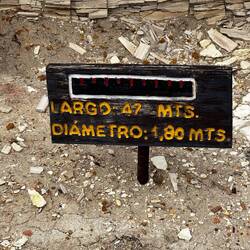 LARGO: 47 MTS.
DIÁMETRO: 1,80 MTS.